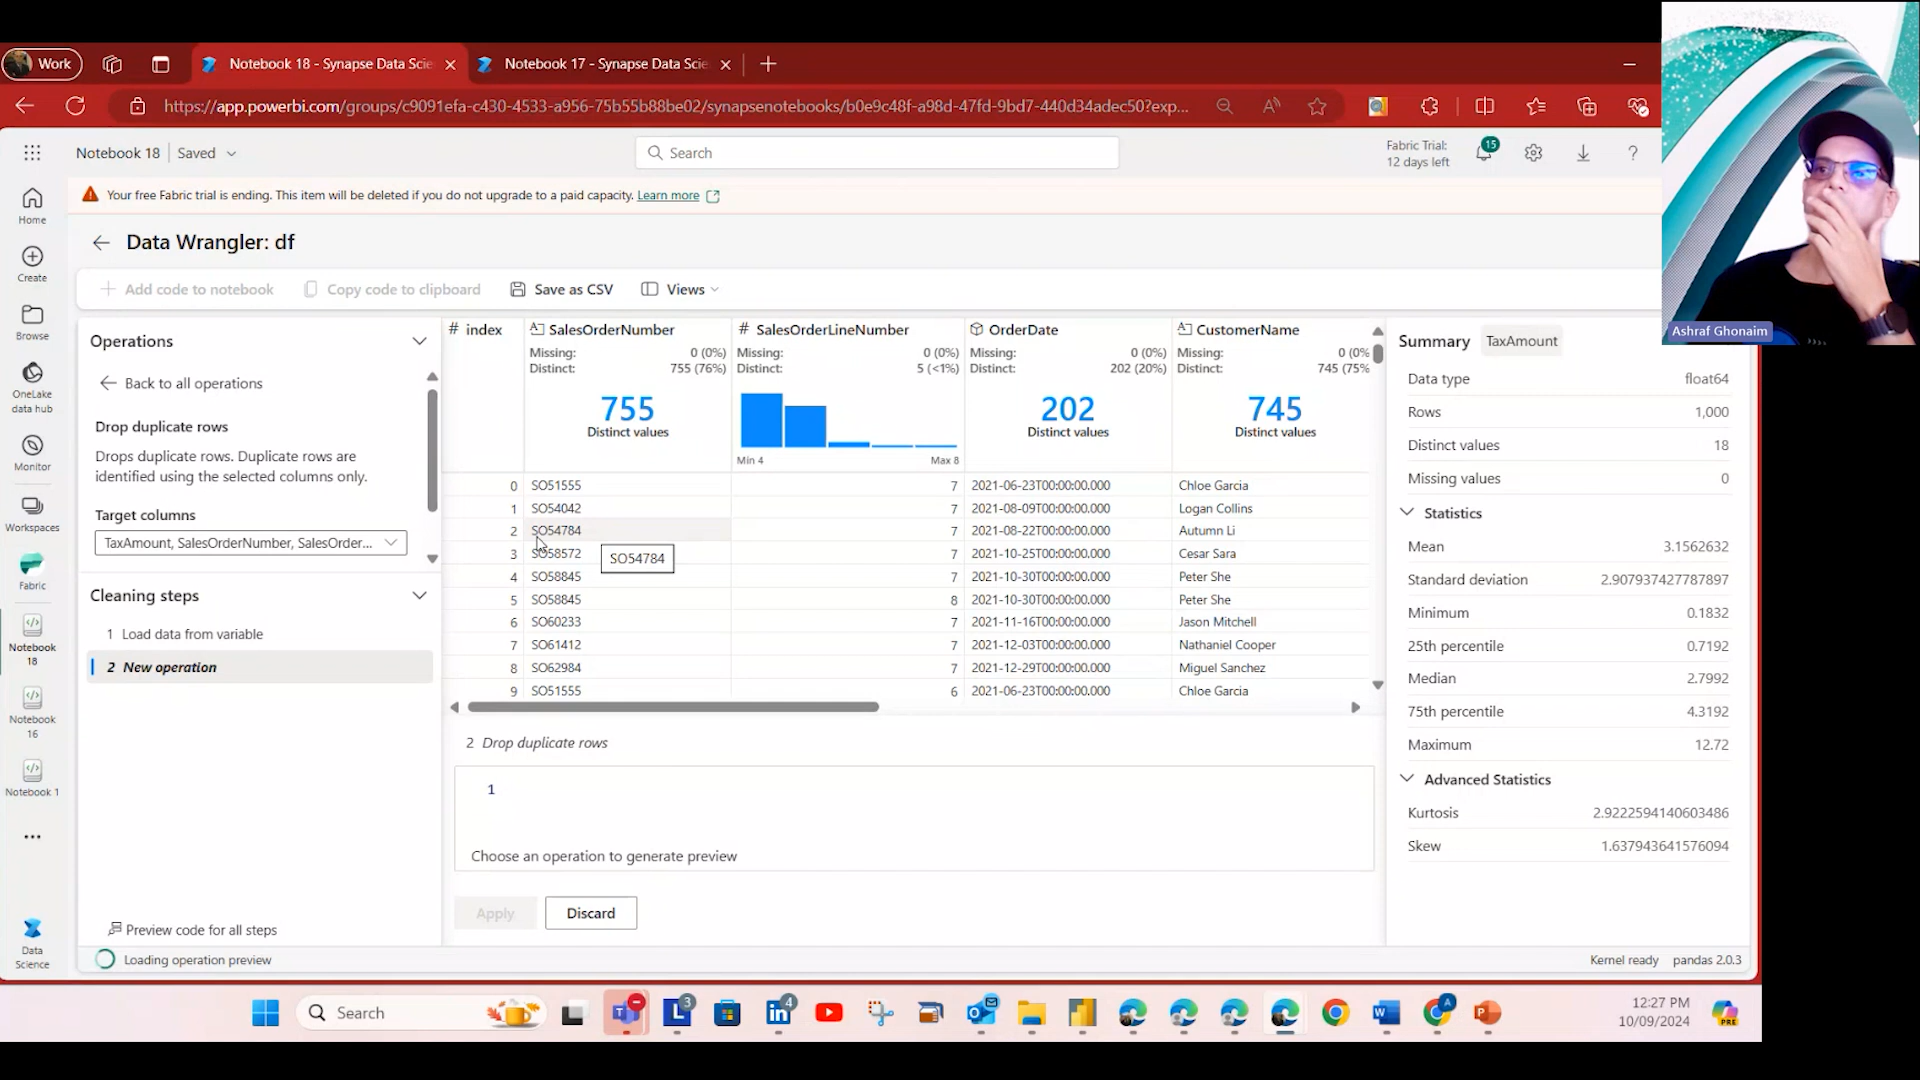 Work
Notebook 18 - Synapse Data Scie
Notebook 17 - Synapse Data Scie
https://app.powerbi.com/groups/c9091efa-c430-4533-a956-75b55b88be02/synapsenotebooks/b0e9c48f-a98d-47fd-9bd7-440d34adec50?exp...
Notebook 18 | Saved
Search
Fabric Trial:
12 days left
15
?
Your free Fabric trial is ending. This item will be deleted if you do not upgrade to a paid capacity. Learn more
Home
Create
Browse
OneLake
data hub
Monitor
Workspaces
Fabric
Notebook
18
Notebook
16
Notebook 1
Data
Science
Data Wrangler: df
Add code to notebook
Copy code to clipboard
Save as CSV
Views
Operations
Back to all operations
Drop duplicate rows
Drops duplicate rows. Duplicate rows are
identified using the selected columns only.
Target columns
TaxAmount, SalesOrderNumber, SalesOrder...
Cleaning steps
1 Load data from variable
2 New operation
Preview code for all steps
Loading operation preview
# index
SalesOrderNumber
Missing: 0 (0%)
Distinct: 755 (76%)
755
Distinct values
# SalesOrderLineNumber
Missing: 0 (0%)
Distinct: 5 (<1%)
Min 4 Max 8
OrderDate
Missing: 0 (0%)
Distinct: 202 (20%)
202
Distinct values
CustomerName
Missing: 0 (0%
Distinct: 745 (75%
745
Distinct values
0 SO51555 7 2021-06-23T00:00:00.000 Chloe Garcia
1 SO54042 7 2021-08-09T00:00:00.000 Logan Collins
2 SO54784 7 2021-08-22T00:00:00.000 Autumn Li
3 SO58572 7 2021-10-25T00:00:00.000 Cesar Sara
SO54784
4 SO58845 7 2021-10-30T00:00:00.000 Peter She
5 SO58845 8 2021-10-30T00:00:00.000 Peter She
6 SO60233 7 2021-11-16T00:00:00.000 Jason Mitchell
7 SO61412 7 2021-12-03T00:00:00.000 Nathaniel Cooper
8 SO62984 7 2021-12-29T00:00:00.000 Miguel Sanchez
9 SO51555 6 2021-06-23T00:00:00.000 Chloe Garcia
2 Drop duplicate rows
1
Choose an operation to generate preview
Apply
Discard
Summary TaxAmount
Data type float64
Rows 1,000
Distinct values 18
Missing values 0
Statistics
Mean 3.1562632
Standard deviation 2.907937427787897
Minimum 0.1832
25th percentile 0.7192
Median 2.7992
75th percentile 4.3192
Maximum 12.72
Advanced Statistics
Kurtosis 2.9222594140603486
Skew 1.637943641576094
Kernel ready pandas 2.0.3
Ashraf Ghonaim
Search
3
4
12:27 PM
10/09/2024
PRE